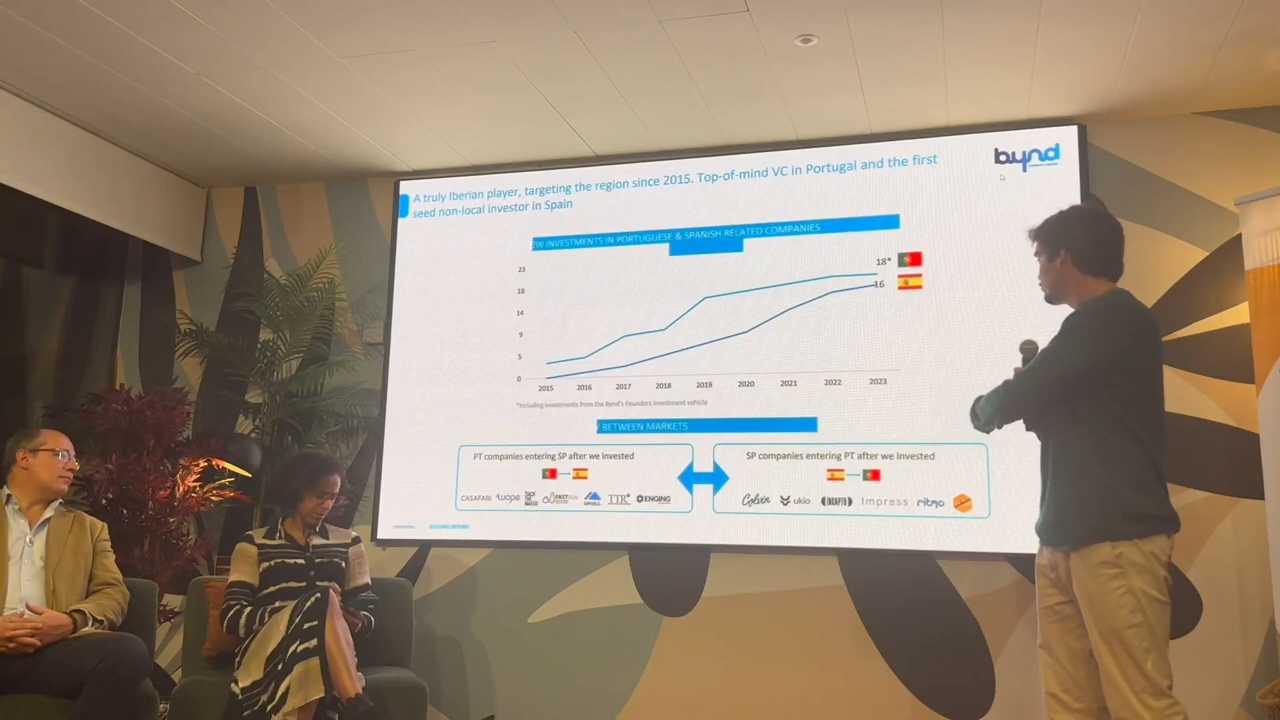 bynd
A truly Iberian player, targeting the region since 2015. Top-of-mind VC in Portugal and the first
seed non-local investor in Spain
EW INVESTMENTS IN PORTUGUESE & SPANISH RELATED COMPANIES
23
18
14
9
5
0
18*
16
2015 2016 2017 2018 2019 2020 2021 2022 2023
*Including investments from the Bynd's Founders investment vehicle
BETWEEN MARKETS
PT companies entering SP after we invested
CASAFARI TTR ENGING
SP companies entering PT after we invested
Colvin ukio INCAPTO Impress ritmo